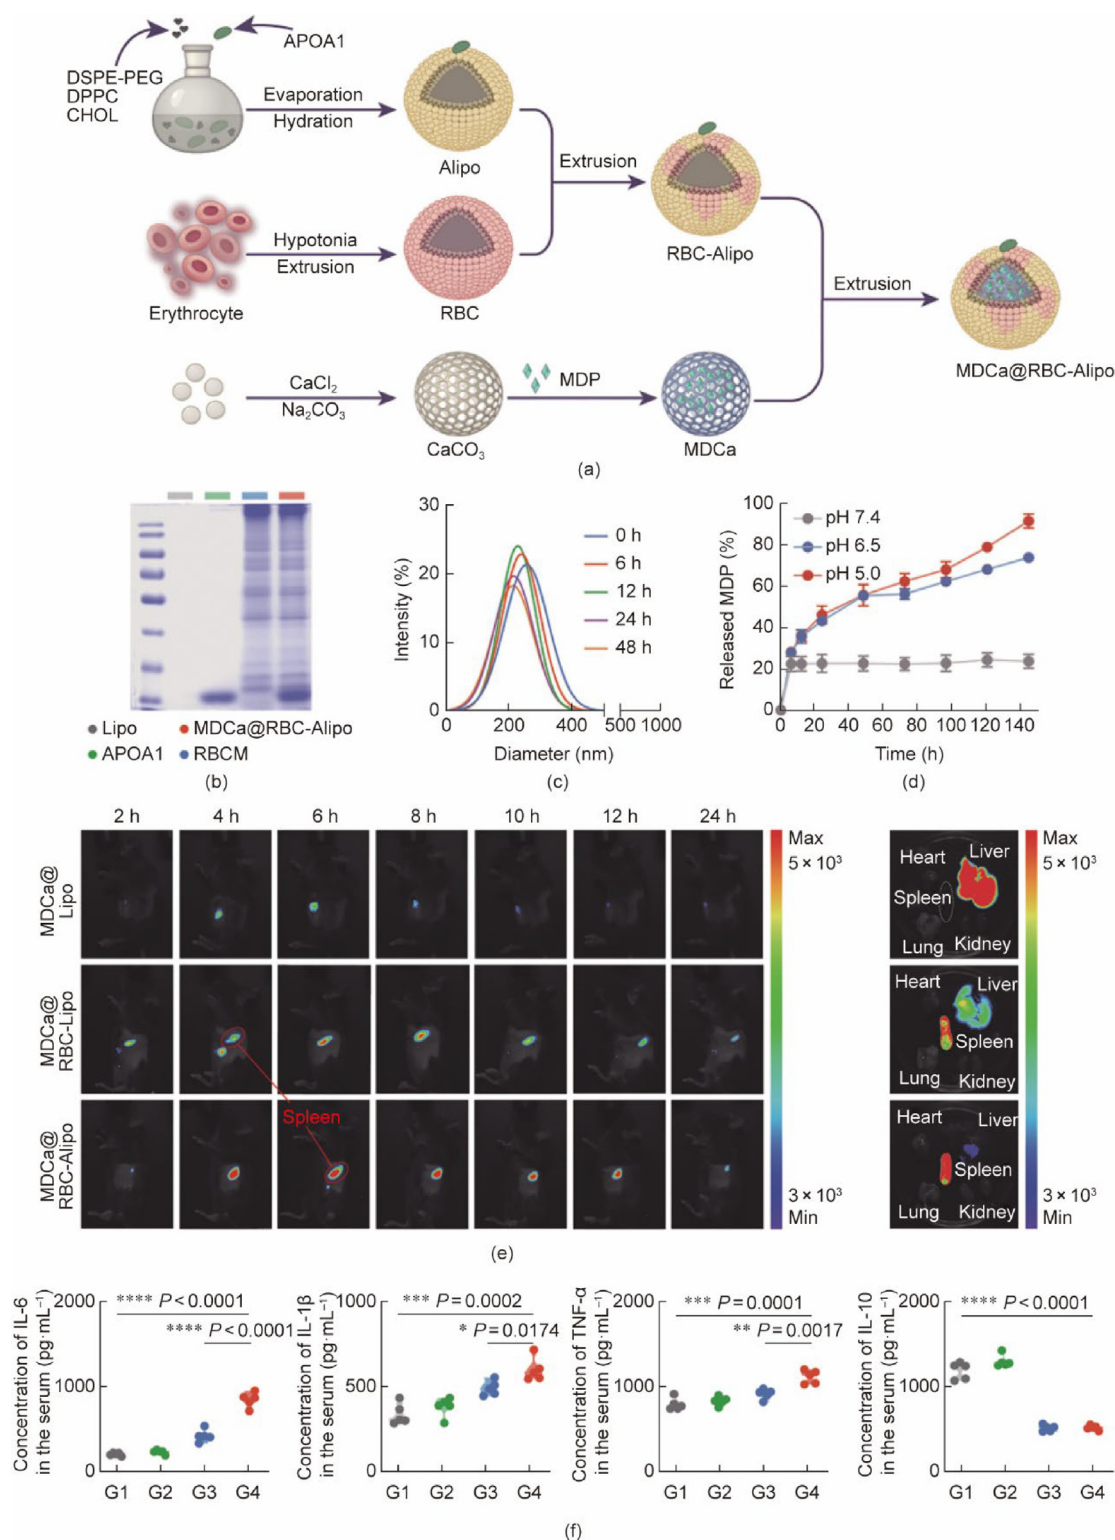 APOA1
DSPE-PEG
DPPC
CHOL
Evaporation
Hydration
Alipo
Extrusion
RBC-Alipo
Hypotonia
Extrusion
Erythrocyte
RBC
Extrusion
MDCa@RBC-Alipo
CaCl₂
Na₂CO₃
MDP
CaCO₃
MDCa
(a)
Lipo
MDCa@RBC-Alipo
APOA1
RBCM
(b)
Intensity (%)
30
20
10
0
0 h
6 h
12 h
24 h
48 h
0 200 400 500 1000
Diameter (nm)
(c)
Released MDP (%)
100
80
60
40
20
0
pH 7.4
pH 6.5
pH 5.0
0 20 40 60 80 100 120 140
Time (h)
(d)
2 h 4 h 6 h 8 h 10 h 12 h 24 h
MDCa@
Lipo
MDCa@
RBC-Lipo
MDCa@
RBC-Alipo
Spleen
Max
5 × 10³
3 × 10³
Min
Heart Liver
Spleen
Lung Kidney
Heart Liver
Spleen
Lung Kidney
Heart Liver
Spleen
Lung Kidney
Max
5 × 10³
3 × 10³
Min
(e)
Concentration of IL-6
in the serum (pg·mL⁻¹)
2000
1000
0
**** P < 0.0001
**** P < 0.0001
G1 G2 G3 G4
Concentration of IL-1β
in the serum (pg·mL⁻¹)
1000
500
0
*** P = 0.0002
* P = 0.0174
G1 G2 G3 G4
Concentration of TNF-α
in the serum (pg·mL⁻¹)
2000
1000
0
*** P = 0.0001
** P = 0.0017
G1 G2 G3 G4
Concentration of IL-10
in the serum (pg·mL⁻¹)
2000
1000
0
**** P < 0.0001
G1 G2 G3 G4
(f)